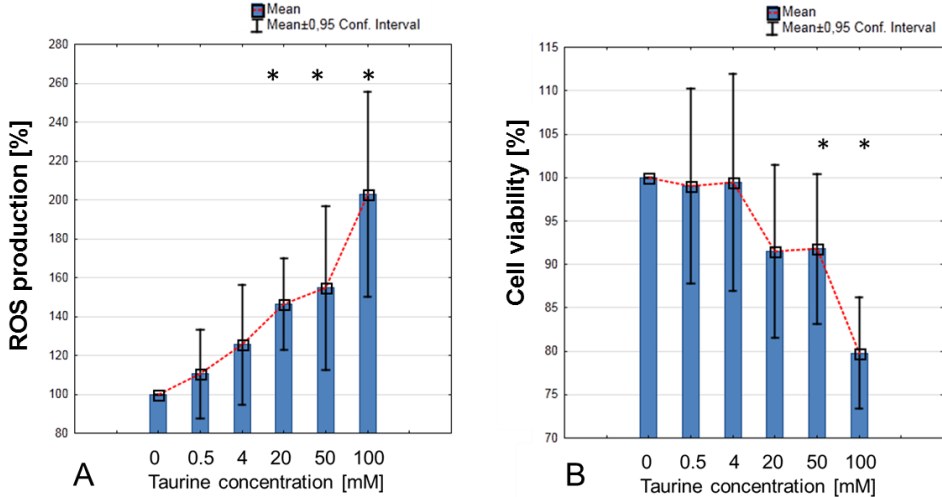 Mean
Mean±0,95 Conf. Interval
ROS production [%]
280
260
240
220
200
180
160
140
120
100
80
* * *
0 0.5 4 20 50 100
A Taurine concentration [mM]
Mean
Mean±0,95 Conf. Interval
Cell viability [%]
115
110
105
100
95
90
85
80
75
70
* *
0 0.5 4 20 50 100
B Taurine concentration [mM]